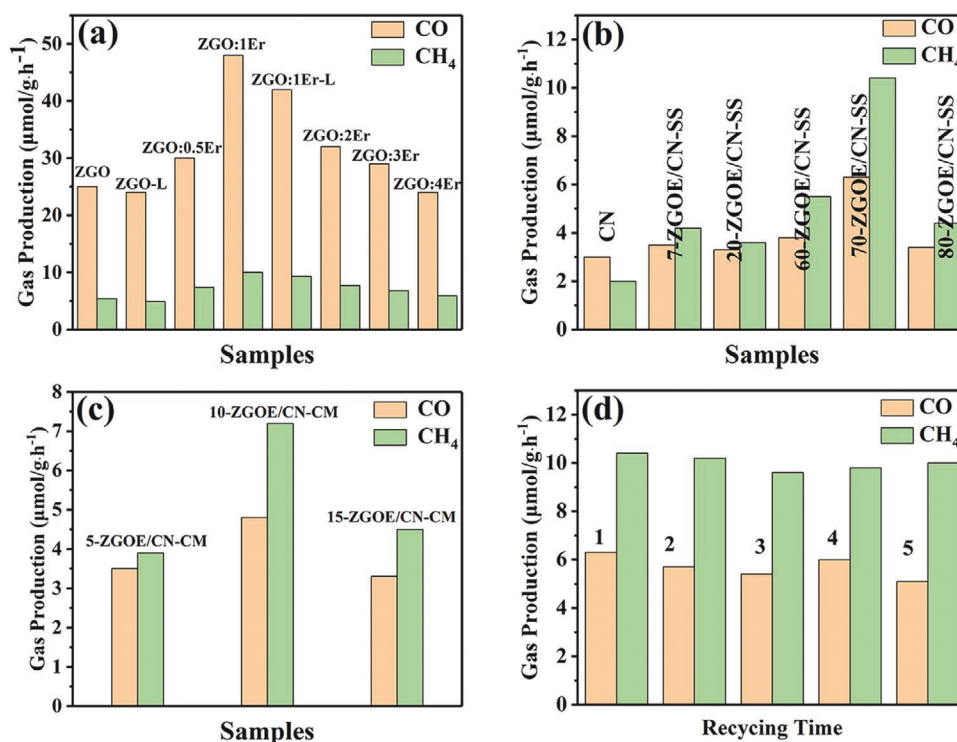 (a)
CO
CH4
Gas Production (μmol/g·h⁻¹)
50
40
30
20
10
0
ZGO
ZGO-L
ZGO:0.5Er
ZGO:1Er
ZGO:1Er-L
ZGO:2Er
ZGO:3Er
ZGO:4Er
Samples
(b)
CO
CH4
Gas Production (μmol/g·h⁻¹)
12
10
8
6
4
2
0
CN
7-ZGOE/CN-SS
20-ZGOE/CN-SS
60-ZGOE/CN-SS
70-ZGOE/CN-SS
80-ZGOE/CN-SS
Samples
(c)
CO
CH4
Gas Production (μmol/g·h⁻¹)
8
7
6
5
4
3
2
1
0
5-ZGOE/CN-CM
10-ZGOE/CN-CM
15-ZGOE/CN-CM
Samples
(d)
CO
CH4
Gas Production (μmol/g·h⁻¹)
12
10
8
6
4
2
0
1
2
3
4
5
Recycing Time